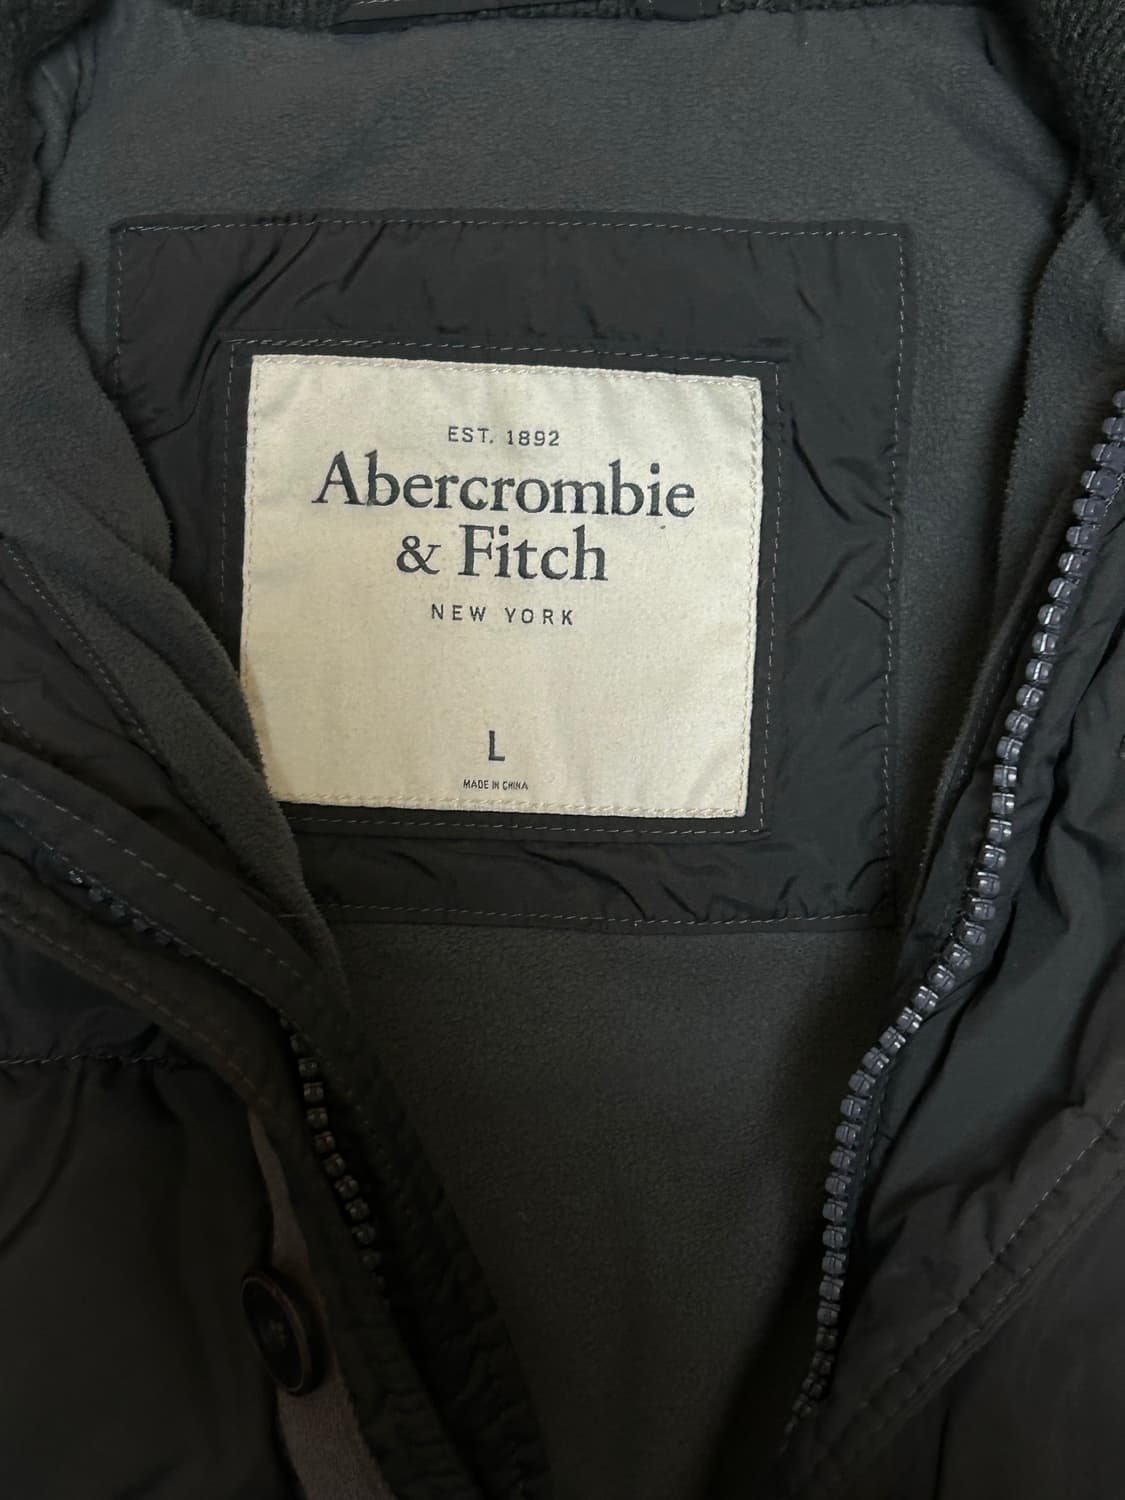 EST. 1892
Abercrombie
& Fitch
NEW YORK
L
MADE IN CHINA